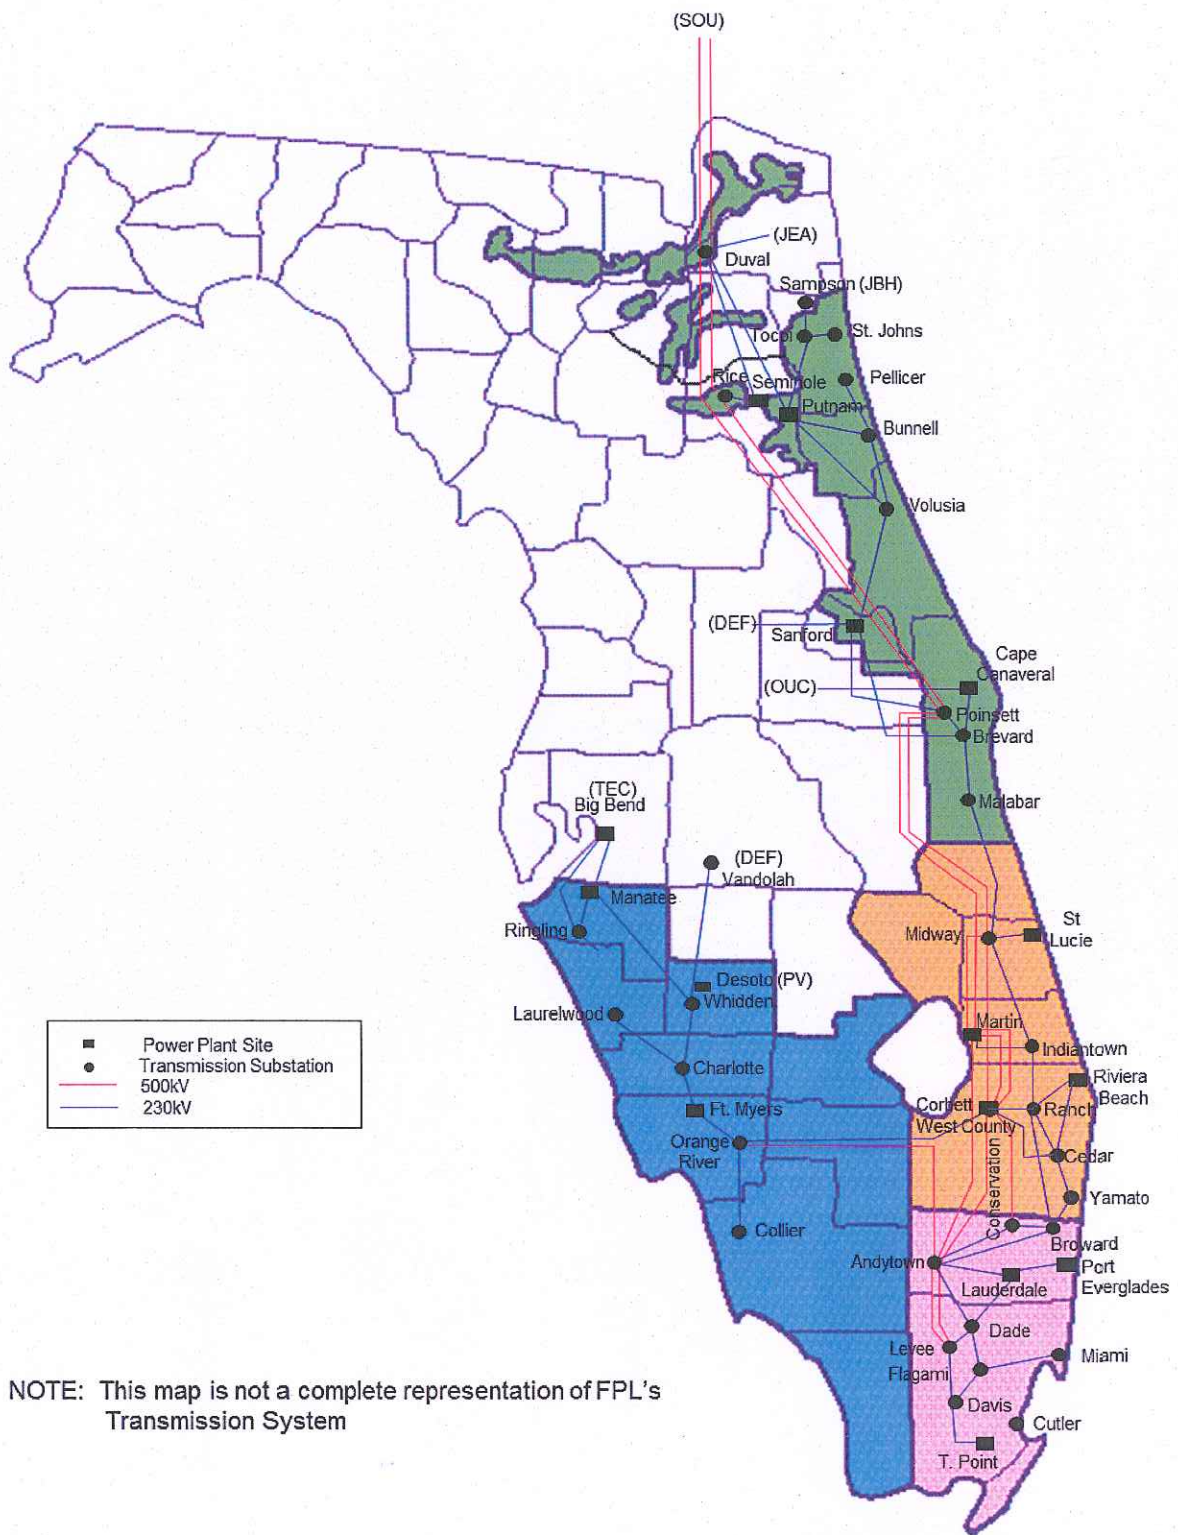 (SOU)
(JEA)
Duval
Sampson (JBH)
Tocoi
St. Johns
Rice
Seminole
Pellicer
Putnam
Bunnell
Volusia
(DEF)
Sanford
Cape
Canaveral
(OUC)
Poinsett
Brevard
(TEC)
Big Bend
Malabar
(DEF)
Vandolah
Manatee
Ringling
Midway
St
Lucie
Desoto (PV)
Whidden
Laurelwood
Martin
Indiantown
Power Plant Site
Transmission Substation
500kV
230kV
Charlotte
Riviera
Beach
Ft. Myers
Corbett
West County
Ranch
Orange
River
Cedar
Conservation
Yamato
Collier
Broward
Andytown
Port
Everglades
Lauderdale
Dade
Levee
Miami
Flagami
Davis
Cutler
T. Point
NOTE: This map is not a complete representation of FPL's
Transmission System